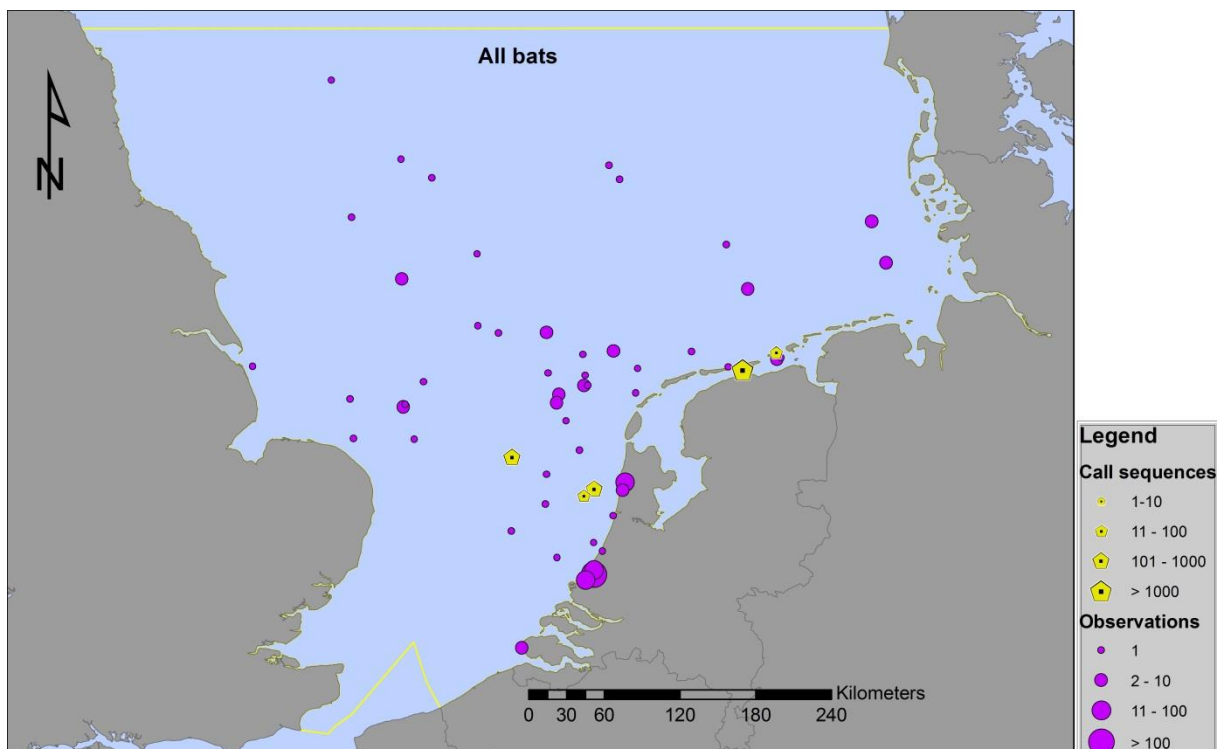 All bats
N
Kilometers
0 30 60 120 180 240
Legend
Call sequences
1-10
11 - 100
101 - 1000
> 1000
Observations
1
2 - 10
11 - 100
> 100